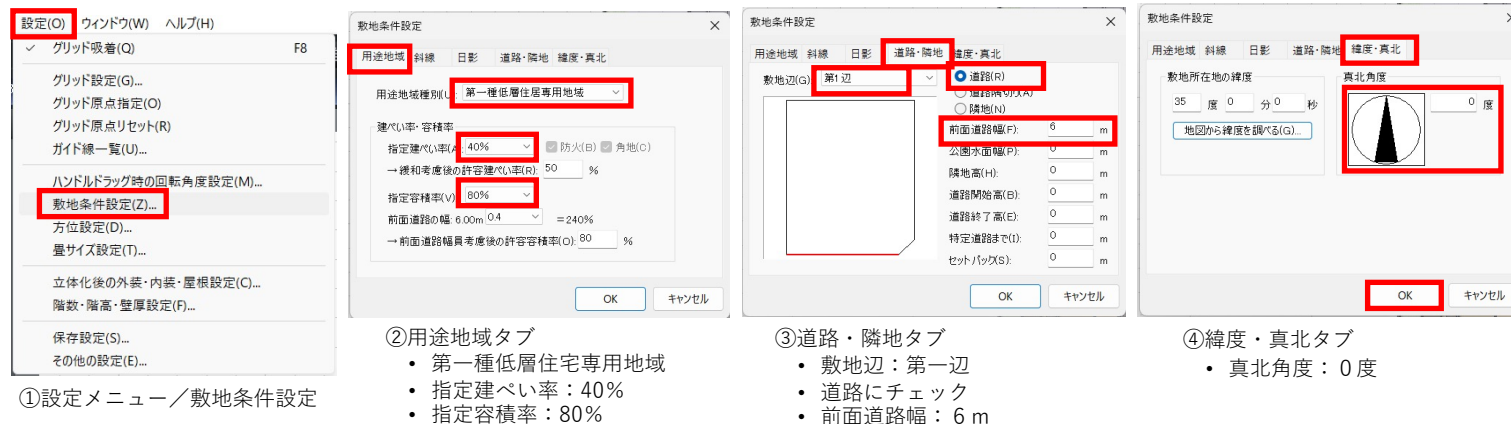 設定(O) ウィンドウ(W) ヘルプ(H)
✓ グリッド吸着(Q) F8
グリッド設定(G)...
グリッド原点指定(O)
グリッド原点リセット(R)
ガイド線一覧(U)...
ハンドルドラッグ時の回転角度設定(M)...
敷地条件設定(Z)...
方位設定(D)...
畳サイズ設定(T)...
立体化後の外装・内装・屋根設定(C)...
階数・階高・壁厚設定(F)...
保存設定(S)...
その他の設定(E)...
①設定メニュー／敷地条件設定
敷地条件設定
用途地域 斜線 日影 道路・隣地 緯度・真北
用途地域種別(U): 第一種低層住居専用地域
建ぺい率・容積率
指定建ぺい率(A): 40% 防火(B) 角地(C)
→緩和考慮後の許容建ぺい率(R): 50 %
指定容積率(V): 80%
前面道路の幅: 6.00m 0.4 =240%
→前面道路幅員考慮後の許容容積率(O): 80 %
OK キャンセル
②用途地域タブ
• 第一種低層住宅専用地域
• 指定建ぺい率：40%
• 指定容積率：80%
敷地条件設定
用途地域 斜線 日影 道路・隣地 緯度・真北
敷地辺(G): 第1辺
道路(R)
道路隅切り(A)
隣地(N)
前面道路幅(F): 6 m
公園水面幅(P): 0 m
隣地高(H): 0 m
道路開始高(B): 0 m
道路終了高(E): 0 m
特定道路まで(I): 0 m
セットバック(S): 0 m
OK キャンセル
③道路・隣地タブ
• 敷地辺：第一辺
• 道路にチェック
• 前面道路幅：６ｍ
敷地条件設定
用途地域 斜線 日影 道路・隣地 緯度・真北
敷地所在地の緯度
35 度 0 分 0 秒
地図から緯度を調べる(G)...
真北角度
0 度
OK キャンセル
④緯度・真北タブ
• 真北角度：０度